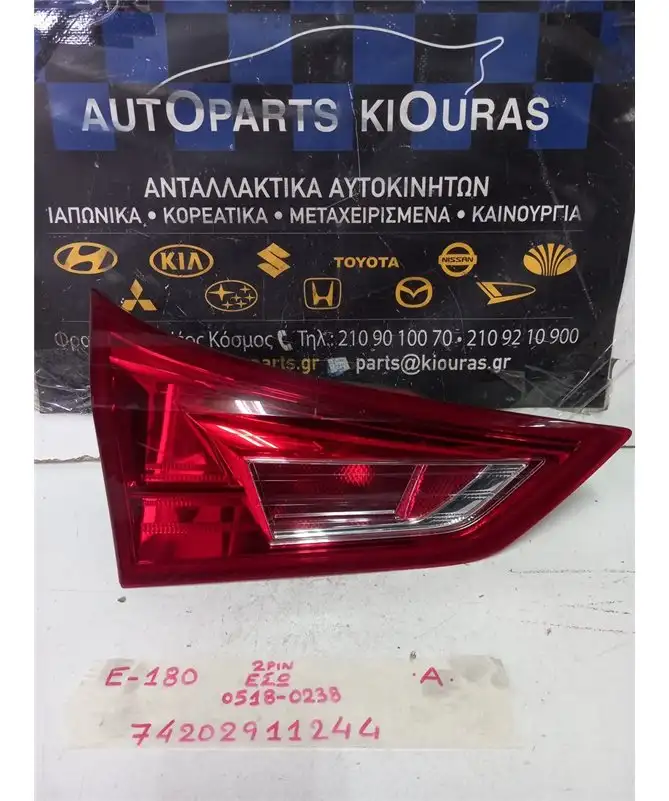 AUTOPARTS KIOURAS
ΑΝΤΑΛΛΑΚΤΙΚΑ ΑΥΤΟΚΙΝΗΤΩΝ
ΙΑΠΩΝΙΚΑ • ΚΟΡΕΑΤΙΚΑ • ΜΕΤΑΧΕΙΡΙΣΜΕΝΑ • ΚΑΙΝΟΥΡΓΙΑ
KIA TOYOTA NISSAN
Κόσμος Τηλ.: 210 90 100 70 • 210 92 10 900
parts@kiouras.gr
E-180
2PIN
ΕΣΩ
0518-0238
·A·
74202911244